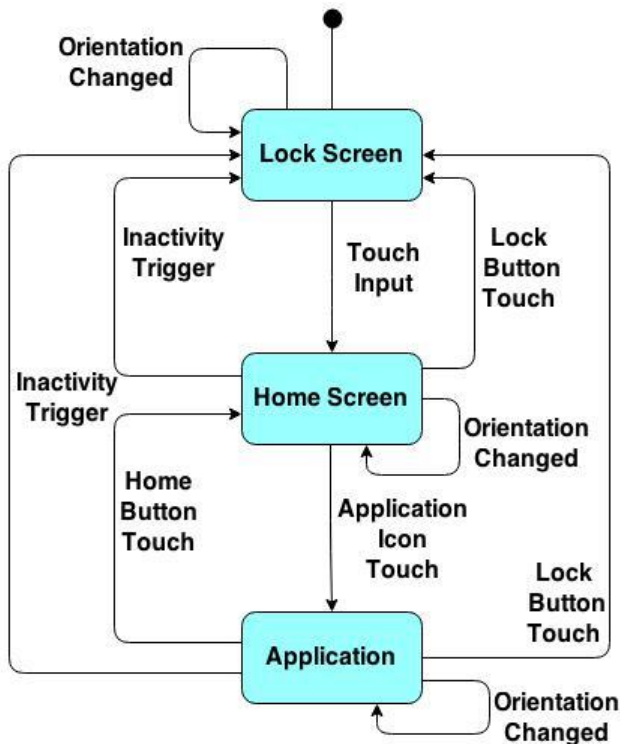 Orientation
Changed
Lock Screen
Inactivity
Trigger
Touch
Input
Lock
Button
Touch
Inactivity
Trigger
Home Screen
Orientation
Changed
Home
Button
Touch
Application
Icon
Touch
Lock
Button
Touch
Application
Orientation
Changed